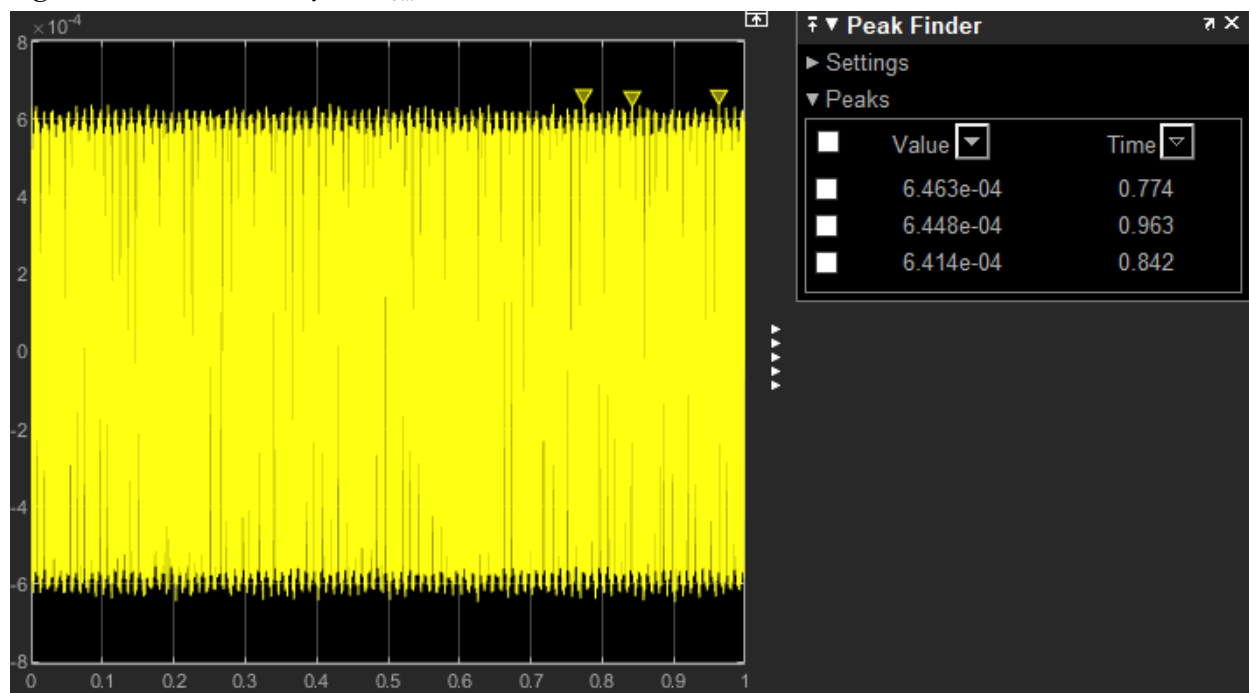 ×10⁻⁴
8
6
4
2
0
-2
-4
-6
-8
0 0.1 0.2 0.3 0.4 0.5 0.6 0.7 0.8 0.9 1
Peak Finder
Settings
Peaks
Value Time
6.463e-04 0.774
6.448e-04 0.963
6.414e-04 0.842